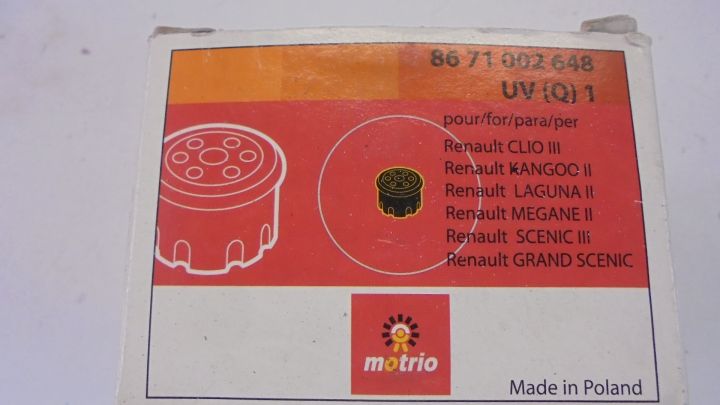 86 71 002 648
UV (Q) 1
pour/for/para/per
Renault CLIO III
Renault KANGOO II
Renault LAGUNA II
Renault MEGANE II
Renault SCENIC III
Renault GRAND SCENIC
motrio
Made in Poland